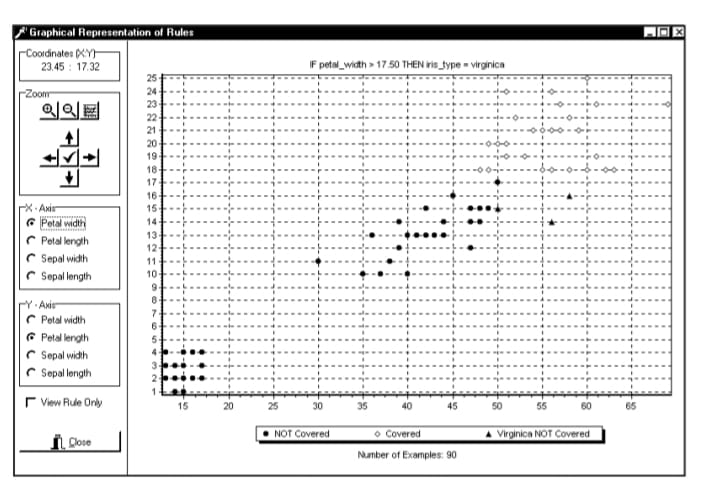 Graphical Representation of Rules
Coordinates (X:Y)
23.45 : 17.32
Zoom
X - Axis
Petal width
Petal length
Sepal width
Sepal length
Y - Axis
Petal width
Petal length
Sepal width
Sepal length
View Rule Only
Close
IF petal_width > 17.50 THEN iris_type = virginica
25
24
23
22
21
20
19
18
17
16
15
14
13
12
11
10
9
8
7
6
5
4
3
2
1
15 20 25 30 35 40 45 50 55 60 65
NOT Covered Covered Virginica NOT Covered
Number of Examples: 90